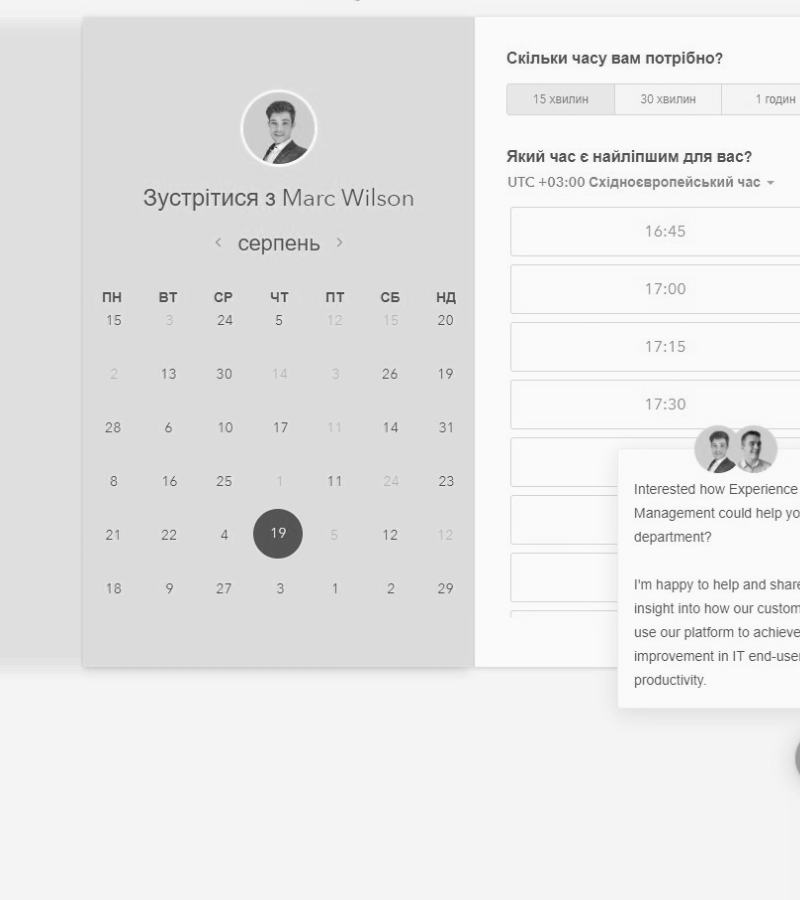 Зустрітися з Marc Wilson
серпень
ПН ВТ СР ЧТ ПТ СБ НД
15 3 24 5 12 15 20
2 13 30 14 3 26 19
28 6 10 17 11 14 31
8 16 25 1 11 24 23
21 22 4 19 5 12 12
18 9 27 3 1 2 29
Скільки часу вам потрібно?
15 хвилин 30 хвилин 1 годин
Який час є найліпшим для вас?
UTC +03:00 Східноєвропейський час
16:45
17:00
17:15
17:30
Interested how Experience
Management could help yo
department?
I'm happy to help and share
insight into how our custom
use our platform to achieve
improvement in IT end-user
productivity.